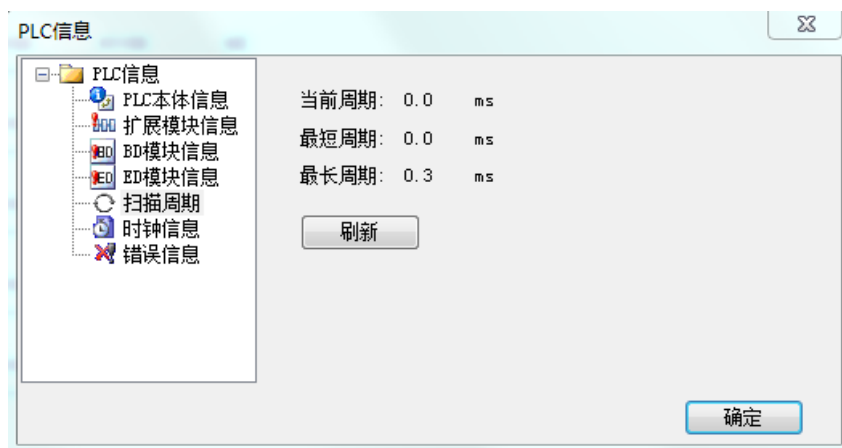 PLC信息
PLC信息
PLC本体信息
扩展模块信息
BD BD模块信息
ED ED模块信息
扫描周期
时钟信息
错误信息
当前周期: 0.0 ms
最短周期: 0.0 ms
最长周期: 0.3 ms
刷新
确定